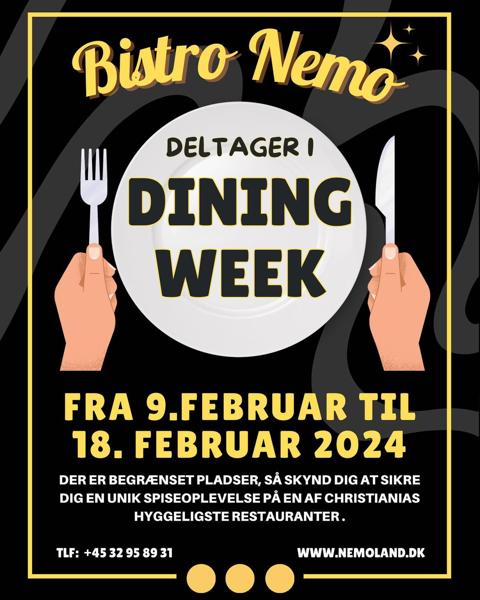 Bistro Nemo
DELTAGER I
DINING
WEEK
FRA 9.FEBRUAR TIL
18. FEBRUAR 2024
DER ER BEGRÆNSET PLADSER, SÅ SKYND DIG AT SIKRE
DIG EN UNIK SPISEOPLEVELSE PÅ EN AF CHRISTIANIAS
HYGGELIGSTE RESTAURANTER .
TLF: +45 32 95 89 31
WWW.NEMOLAND.DK